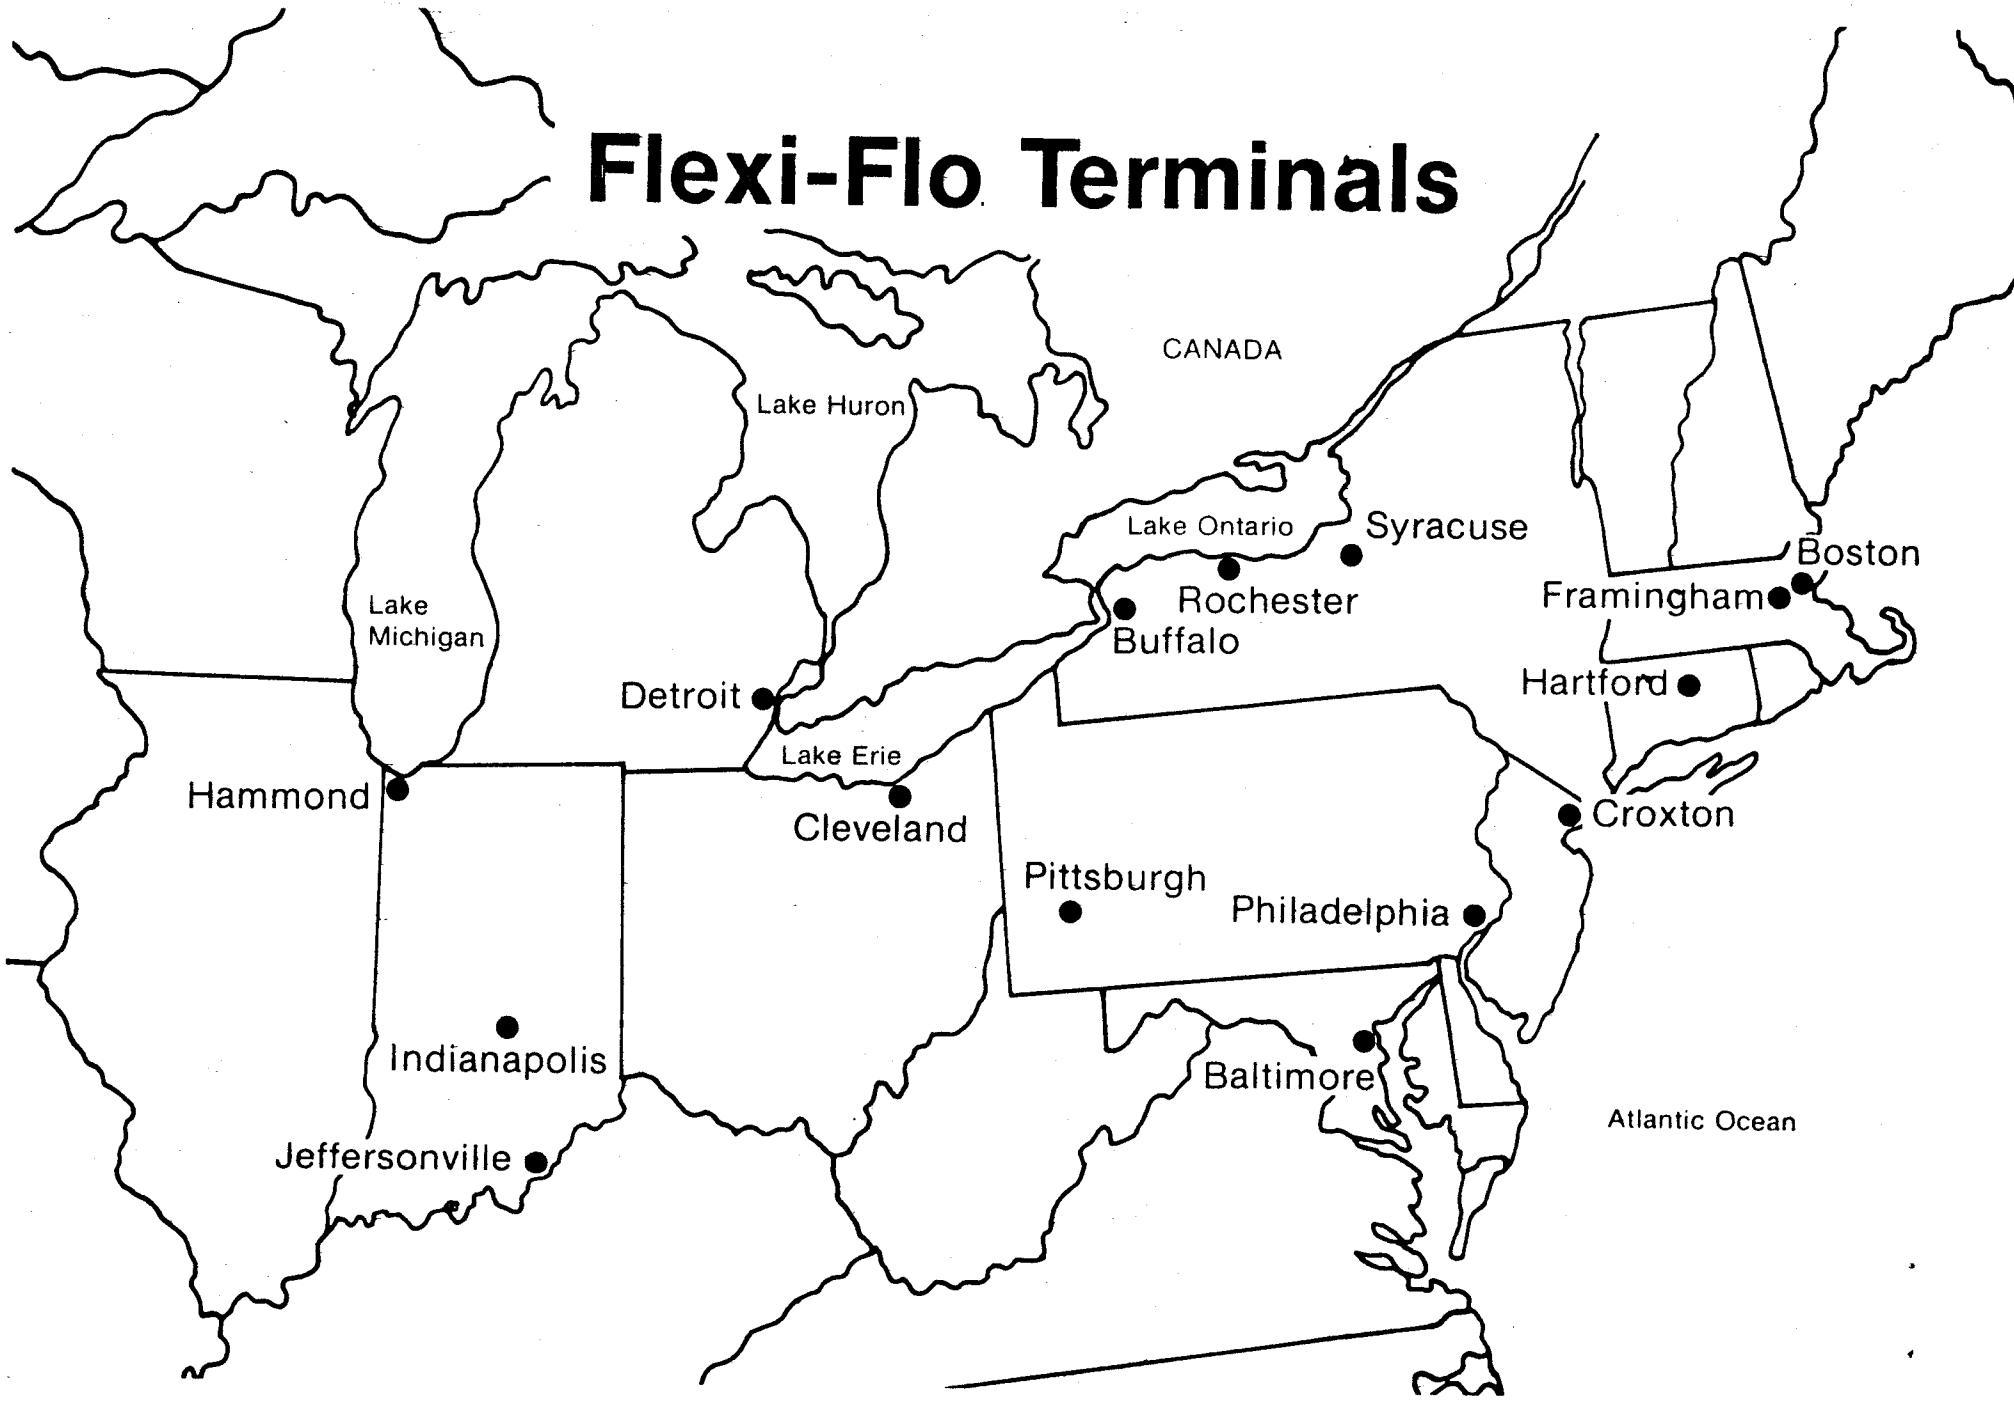 Flexi-Flo Terminals
CANADA
Lake Huron
Lake Ontario
Syracuse
Boston
Rochester
Framingham
Lake
Michigan
Buffalo
Detroit
Hartford
Lake Erie
Hammond
Cleveland
Croxton
Pittsburgh
Philadelphia
Indianapolis
Baltimore
Atlantic Ocean
Jeffersonville